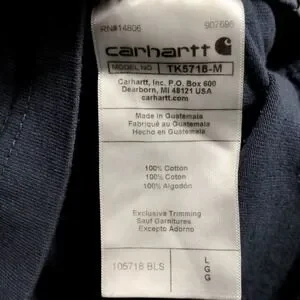 RN#14806 907696
carhartt
MODEL NO TK5718-M
Carhartt, Inc. P.O. Box 600
Dearborn, MI 48121 USA
carhartt.com
Made in Guatemala
Fabriqué au Guatemala
Hecho en Guatemala
100% Cotton
100% Coton
100% Algodón
Exclusive Trimming
Sauf Garnitures
Excepto Adorno
105718 BLS
L
G
G